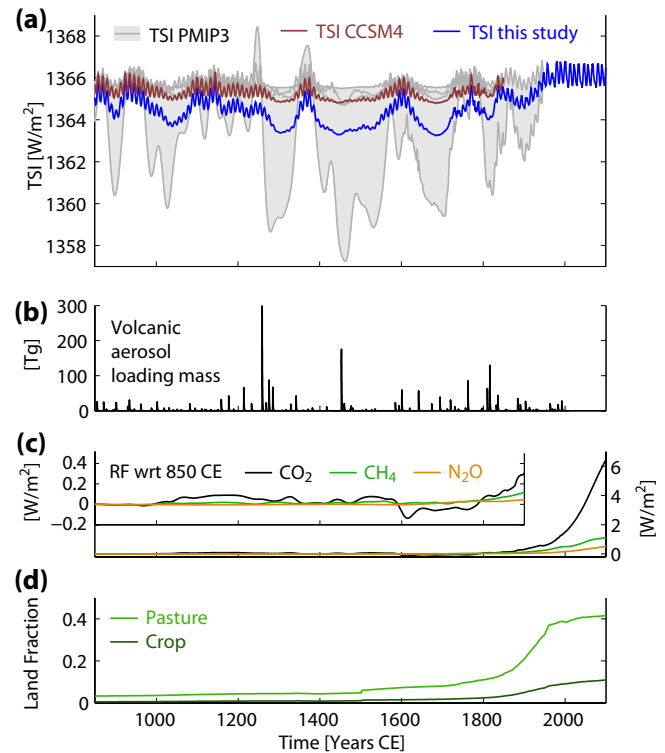 (a)
TSI PMIP3 TSI CCSM4 TSI this study
1368
1366
1364
1362
1360
1358
TSI [W/m²]
(b)
300
200
100
0
[Tg]
Volcanic
aerosol
loading mass
(c)
RF wrt 850 CE CO₂ CH₄ N₂O
0.4
0.2
0
−0.2
[W/m²]
6
4
2
0
[W/m²]
(d)
Pasture
Crop
0.4
0.2
0
Land Fraction
1000 1200 1400 1600 1800 2000
Time [Years CE]